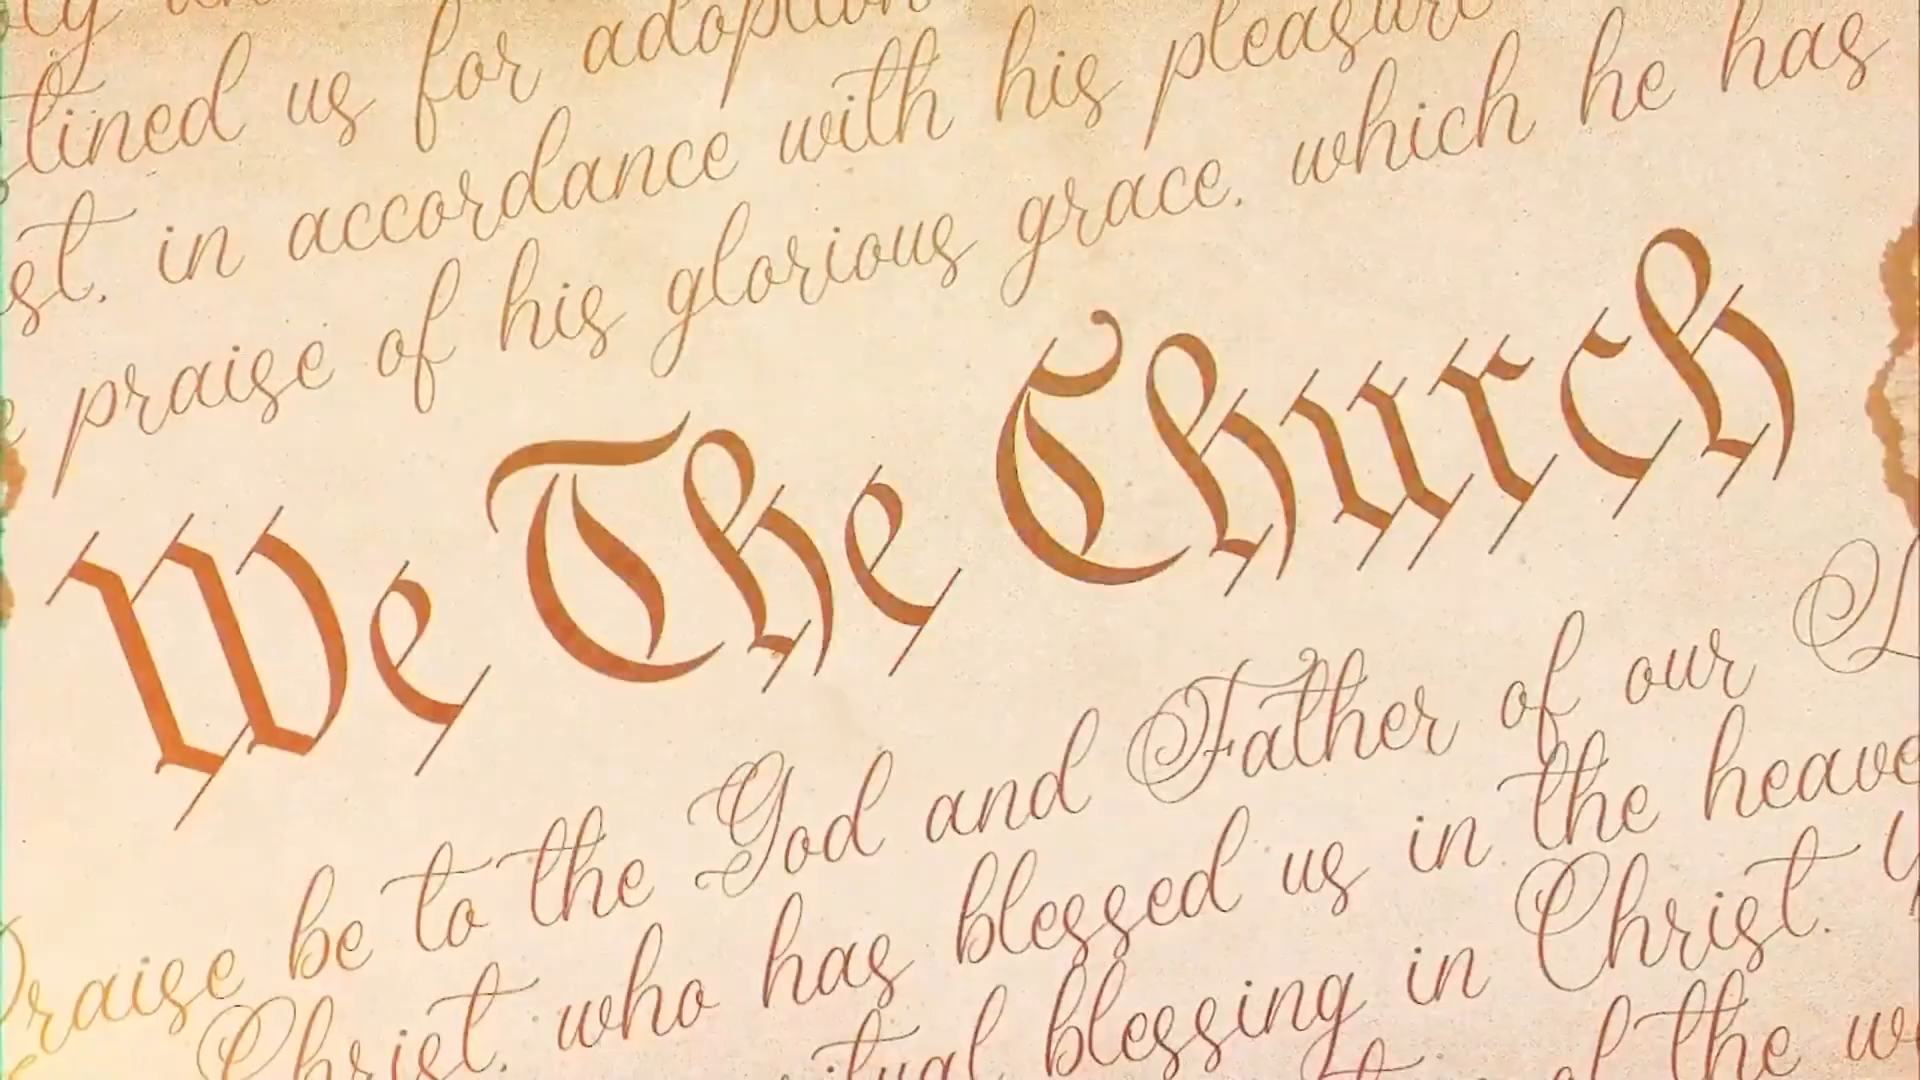 tined us for adoption
st, in accordance with his pleasure
praise of his glorious grace, which he has
We The Church
Praise be to the God and Father of our L
Christ, who has blessed us in the heave
tual blessing in Christ.
the w